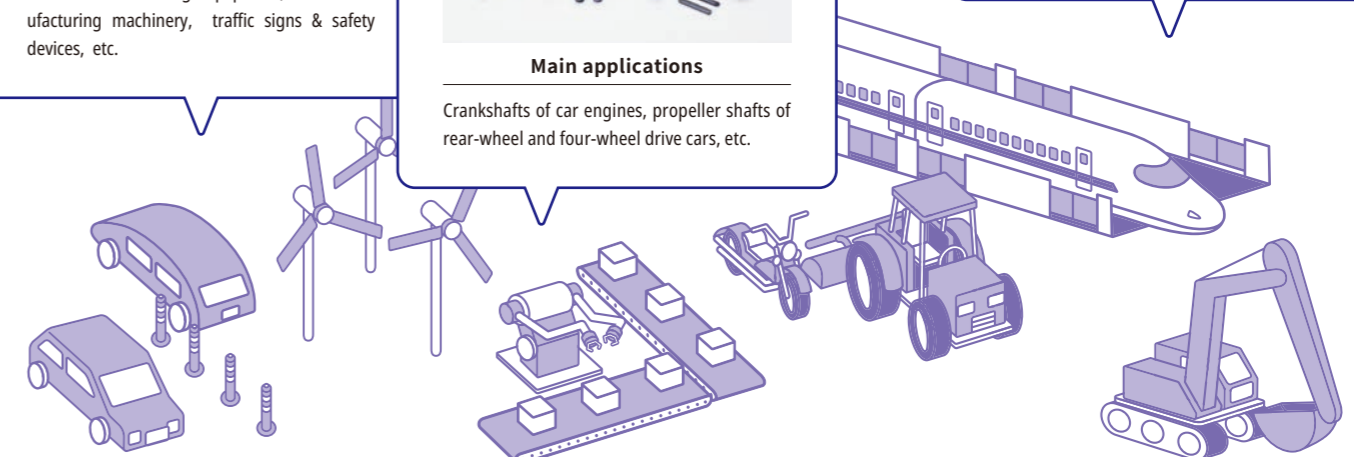 ufacturing machinery, traffic signs & safety
devices, etc.
Main applications
Crankshafts of car engines, propeller shafts of
rear-wheel and four-wheel drive cars, etc.